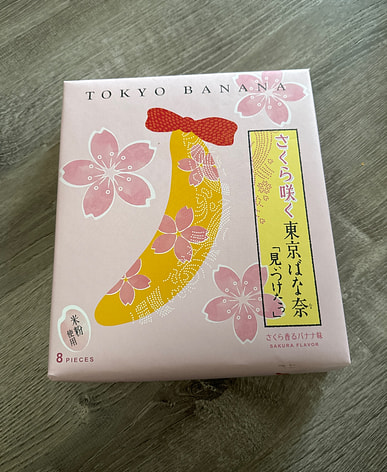 TOKYO BANANA
さくら咲く
東京ばな奈
「見ぃつけたっ」
さくら香るバナナ味
SAKURA FLAVOR
米粉
使用
8 PIECES